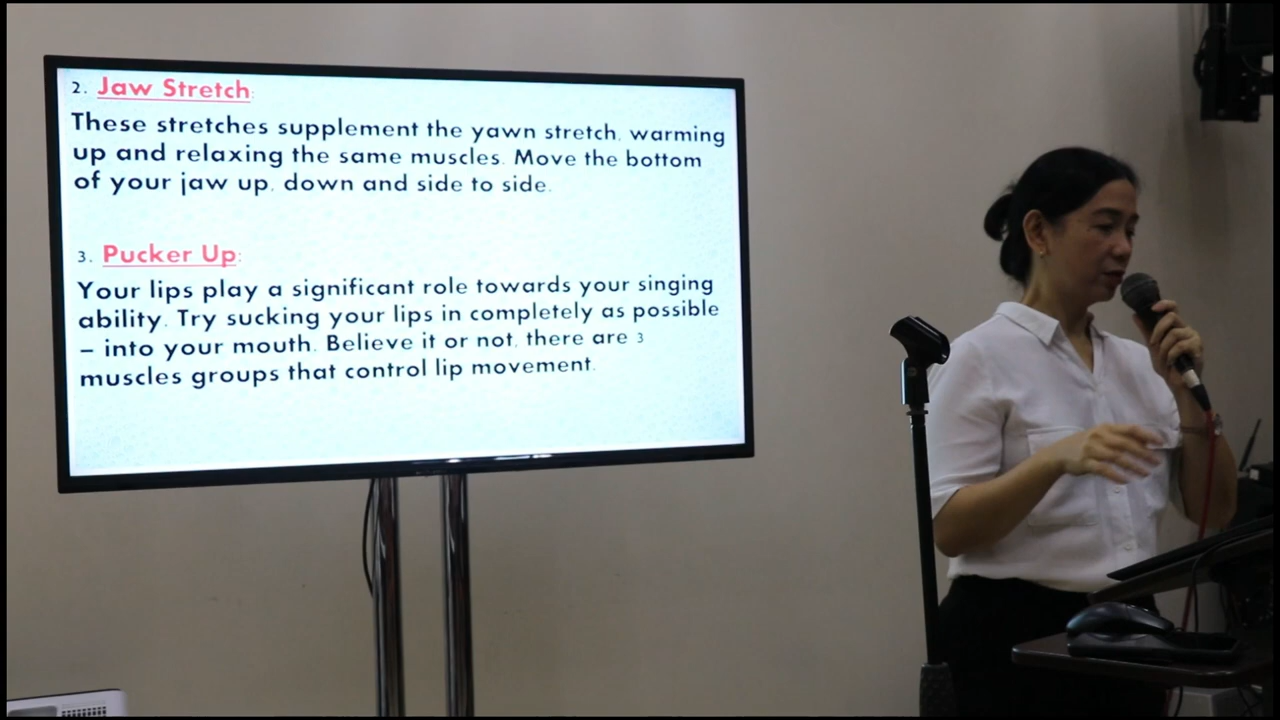 2. Jaw Stretch:
These stretches supplement the yawn stretch, warming
up and relaxing the same muscles. Move the bottom
of your jaw up, down and side to side.
3. Pucker Up:
Your lips play a significant role towards your singing
ability. Try sucking your lips in completely as possible
– into your mouth. Believe it or not, there are 3
muscles groups that control lip movement.